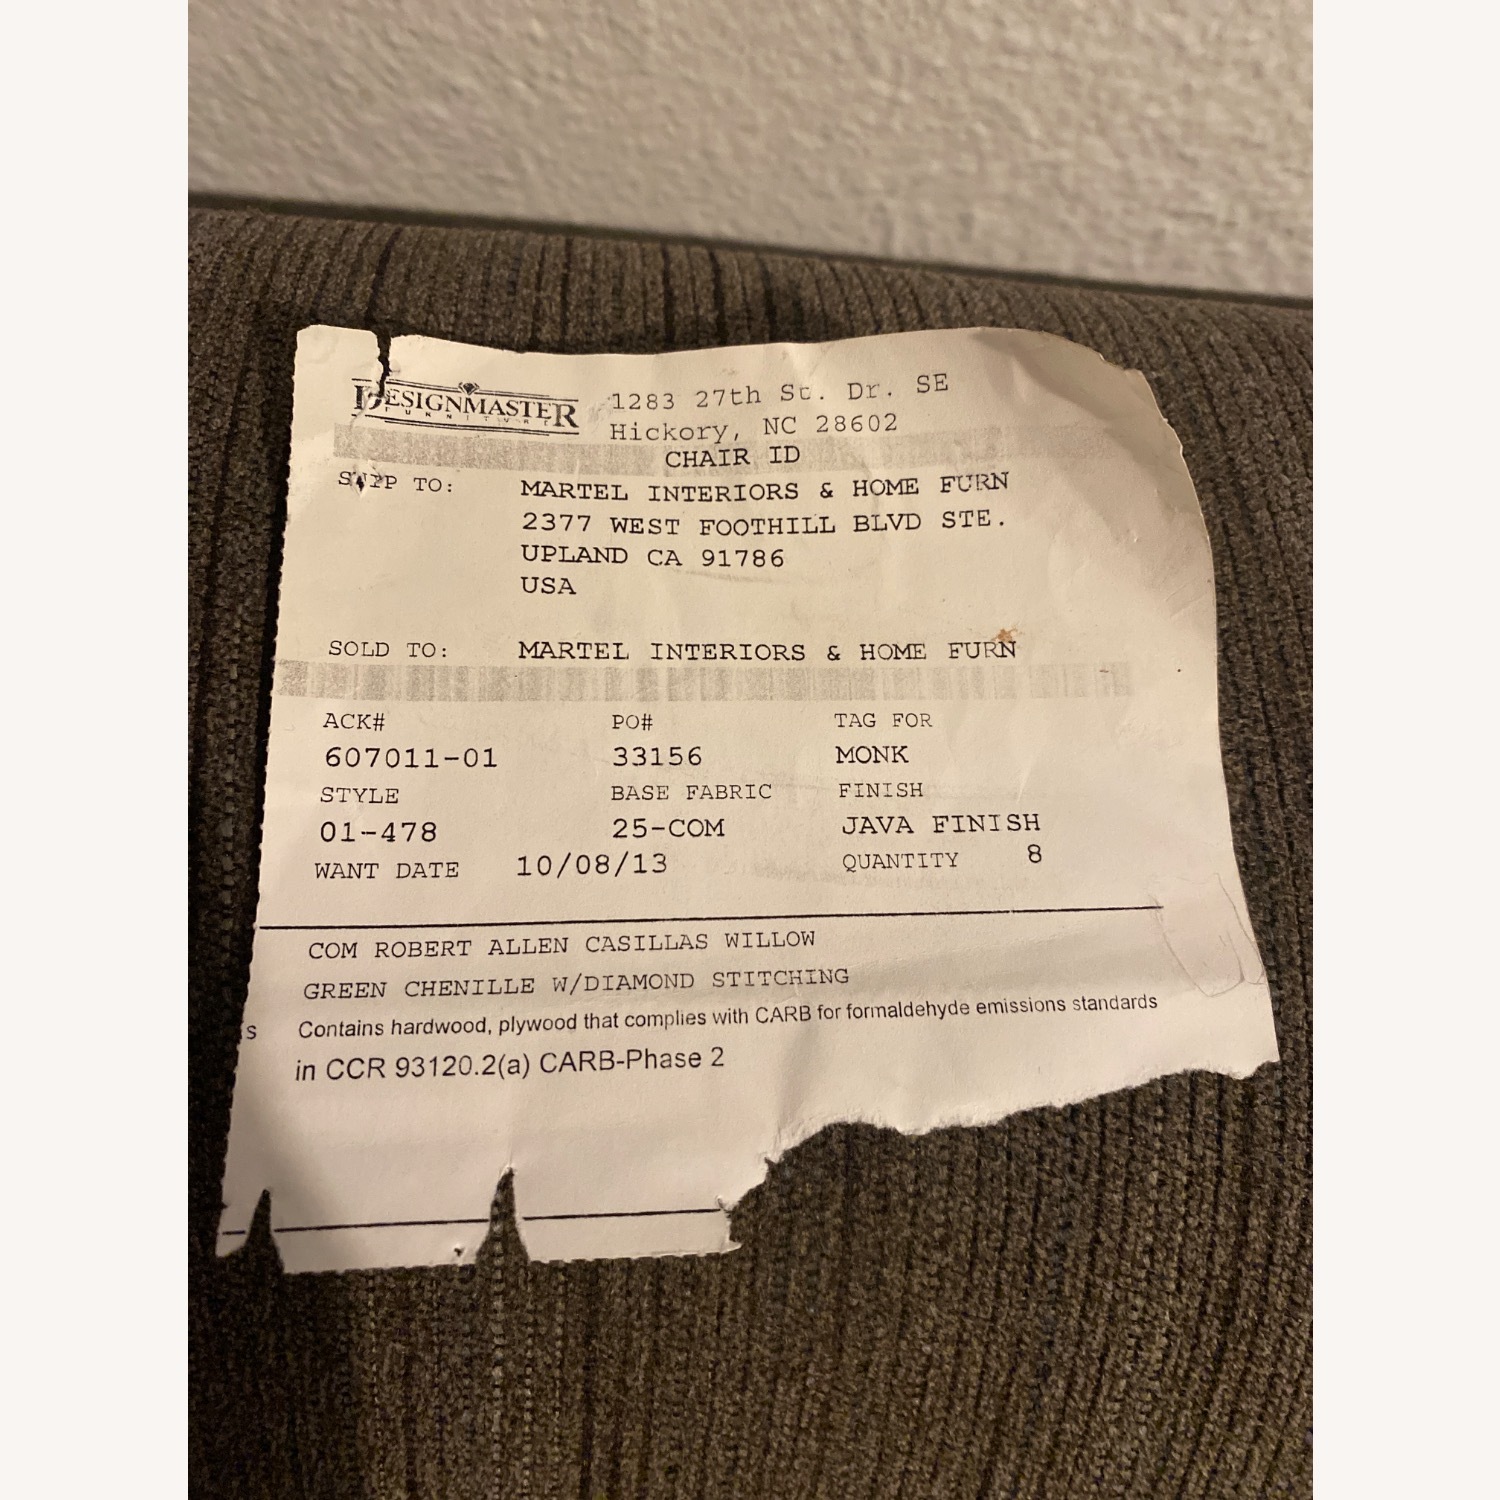 DESIGNMASTER 1283 27th St. Dr. SE
FURNITURE Hickory, NC 28602
CHAIR ID
SHIP TO: MARTEL INTERIORS & HOME FURN
2377 WEST FOOTHILL BLVD STE.
UPLAND CA 91786
USA
SOLD TO: MARTEL INTERIORS & HOME FURN
ACK# PO# TAG FOR
607011-01 33156 MONK
STYLE BASE FABRIC FINISH
01-478 25-COM JAVA FINISH
WANT DATE 10/08/13 QUANTITY 8
COM ROBERT ALLEN CASILLAS WILLOW
GREEN CHENILLE W/DIAMOND STITCHING
s Contains hardwood, plywood that complies with CARB for formaldehyde emissions standards
in CCR 93120.2(a) CARB-Phase 2